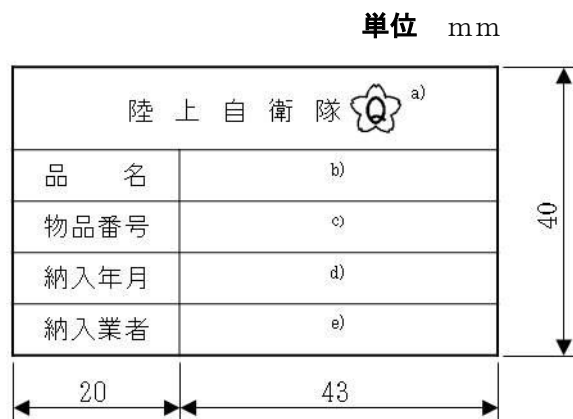 単位 mm
陸上自衛隊 Q a)
品名 b)
物品番号 c)
納入年月 d)
納入業者 e)
40
20 43